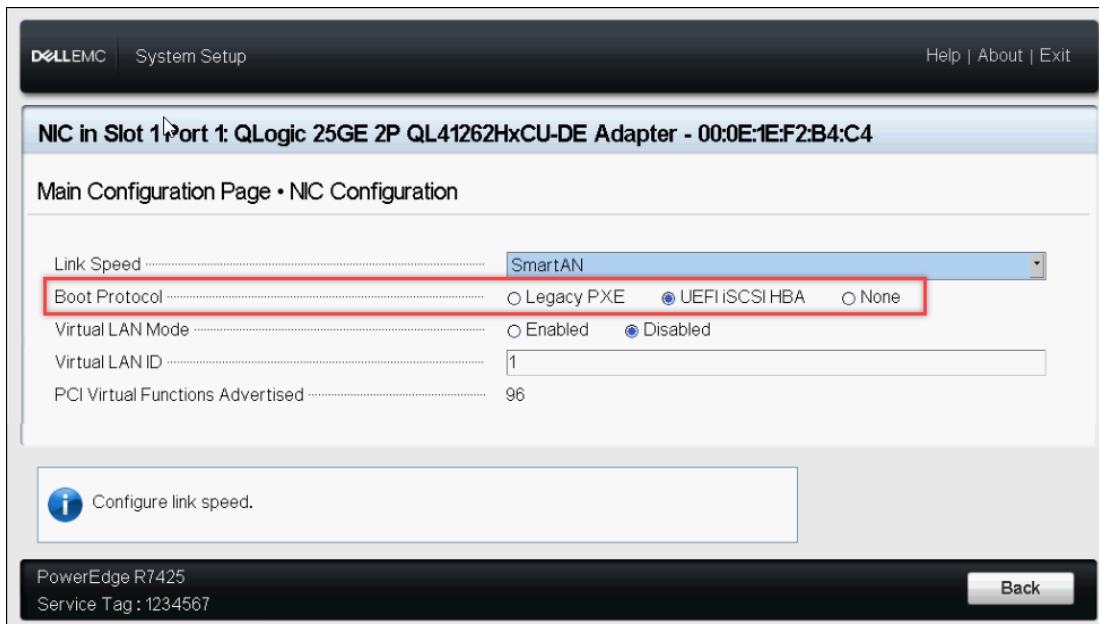 DELLEMC System Setup Help | About | Exit
NIC in Slot 1 Port 1: QLogic 25GE 2P QL41262HxCU-DE Adapter - 00:0E:1E:F2:B4:C4
Main Configuration Page • NIC Configuration
Link Speed SmartAN
Boot Protocol Legacy PXE UEFI iSCSI HBA None
Virtual LAN Mode Enabled Disabled
Virtual LAN ID 1
PCI Virtual Functions Advertised 96
Configure link speed.
PowerEdge R7425
Service Tag : 1234567
Back